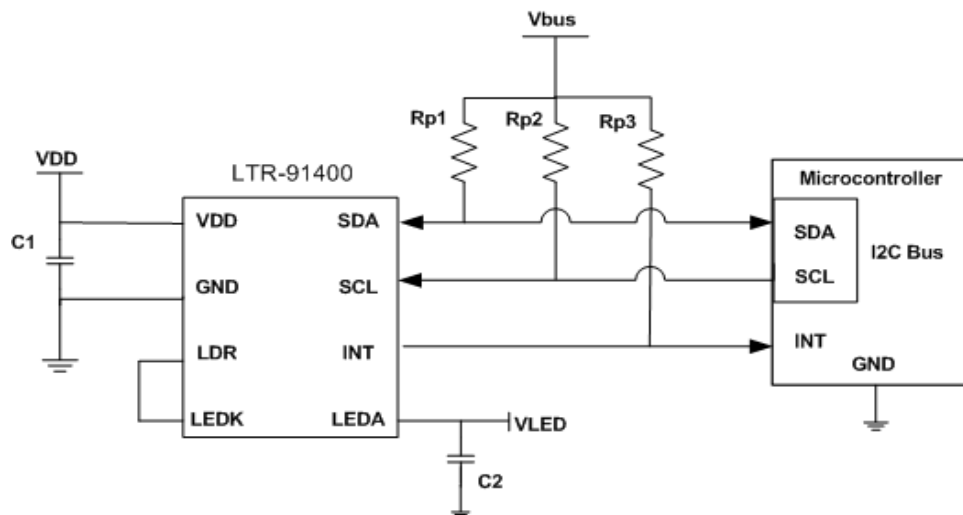 Vbus
Rp1
Rp2
Rp3
VDD
LTR-91400
Microcontroller
C1
VDD
SDA
SDA
I2C Bus
GND
SCL
SCL
LDR
INT
INT
GND
LEDK
LEDA
VLED
C2